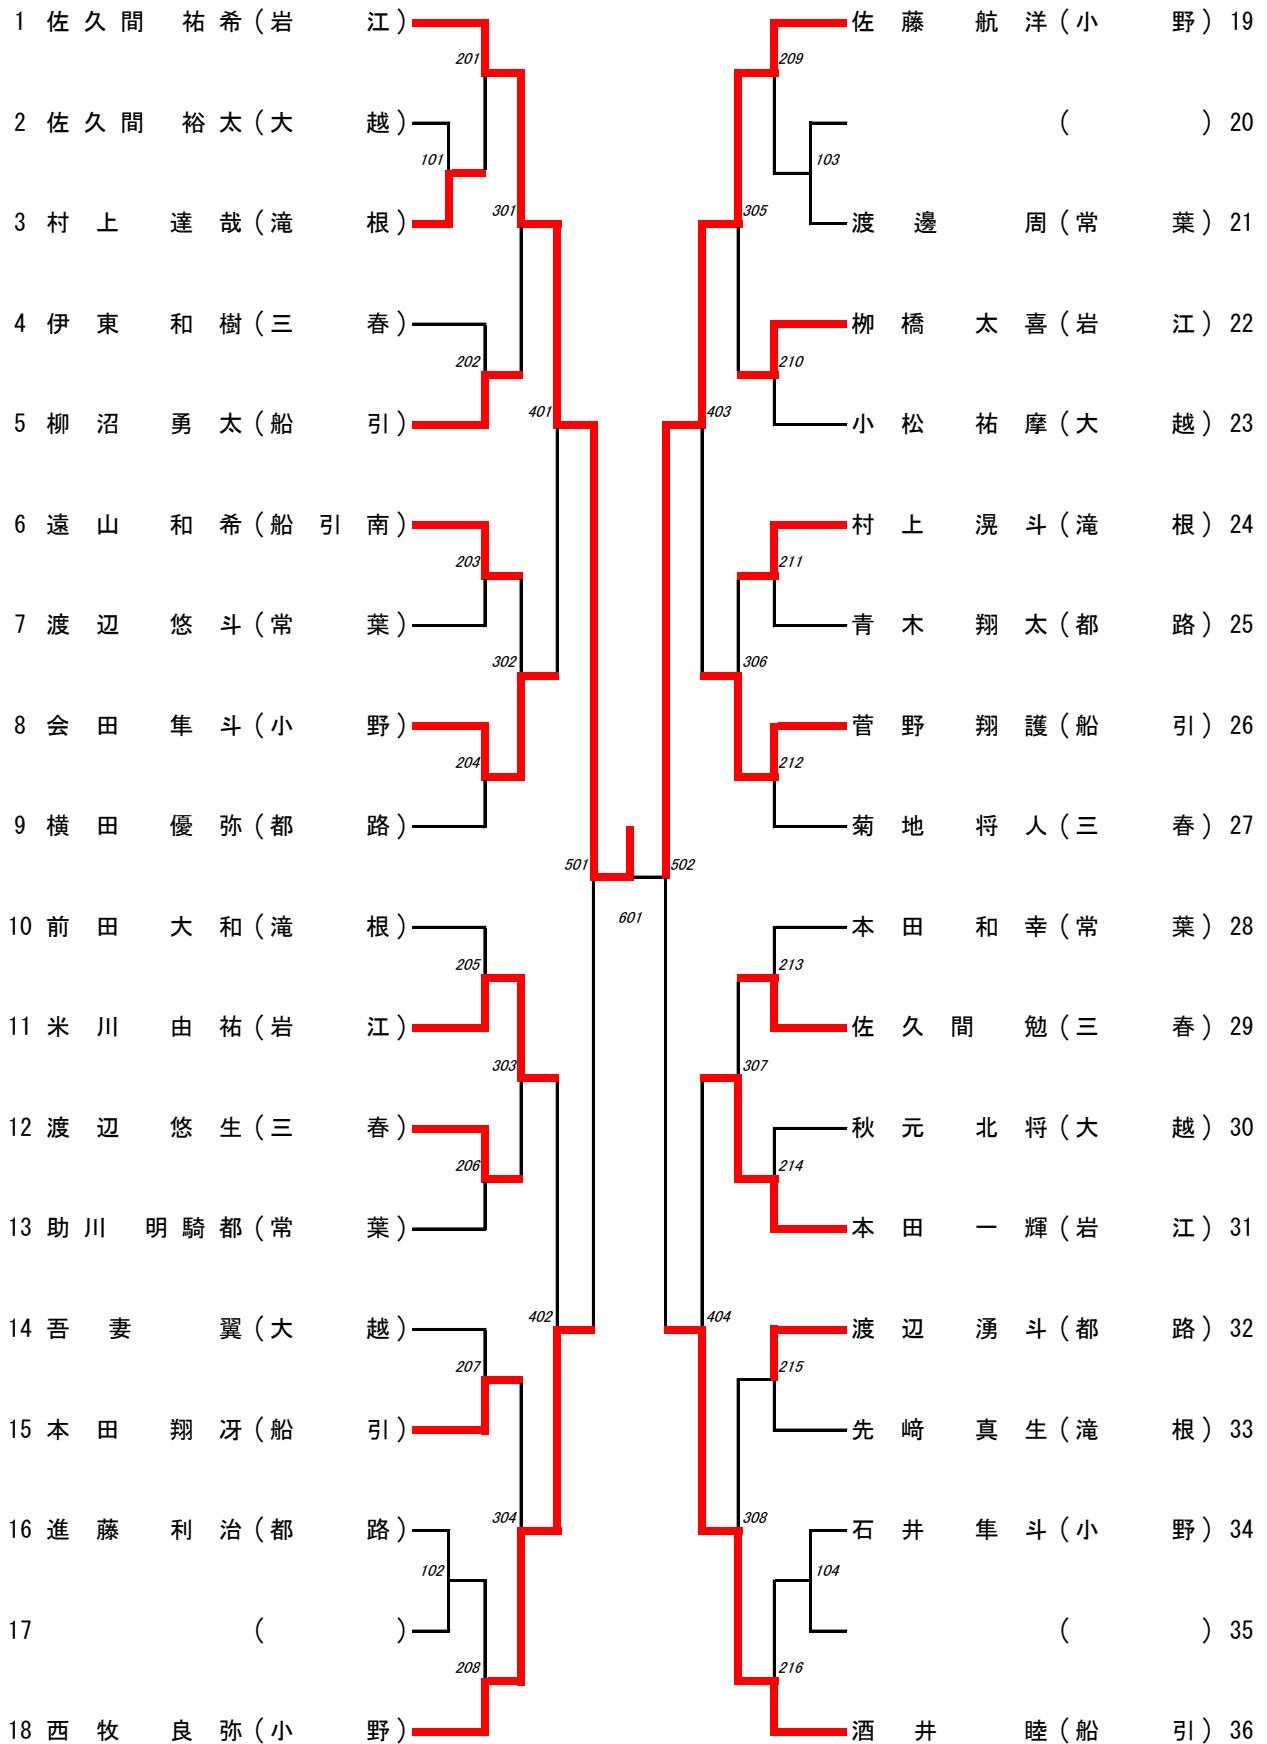 1 佐久間 祐希(岩 江)
201
2 佐久間 裕太(大 越)
101
3 村上 達哉(滝 根)
301
4 伊東 和樹(三 春)
202
5 柳沼 勇太(船 引)
401
6 遠山 和希(船引南)
203
7 渡辺 悠斗(常 葉)
302
8 会田 隼斗(小 野)
204
9 横田 優弥(都 路)
501
10 前田 大和(滝 根)
205
11 米川 由祐(岩 江)
303
12 渡辺 悠生(三 春)
206
13 助川 明騎都(常 葉)
402
14 吾妻 翼(大 越)
207
15 本田 翔冴(船 引)
304
16 進藤 利治(都 路)
102
17 ( )
208
18 西牧 良弥(小 野)
601
佐藤 航洋(小 野) 19
209
( ) 20
103
渡邊 周(常 葉) 21
305
栁橋 太喜(岩 江) 22
210
小松 祐摩(大 越) 23
403
村上 滉斗(滝 根) 24
211
青木 翔太(都 路) 25
306
菅野 翔護(船 引) 26
212
菊地 将人(三 春) 27
502
本田 和幸(常 葉) 28
213
佐久間 勉(三 春) 29
307
秋元 北将(大 越) 30
214
本田 一輝(岩 江) 31
404
渡辺 湧斗(都 路) 32
215
先﨑 真生(滝 根) 33
308
石井 隼斗(小 野) 34
104
( ) 35
216
酒井 睦(船 引) 36